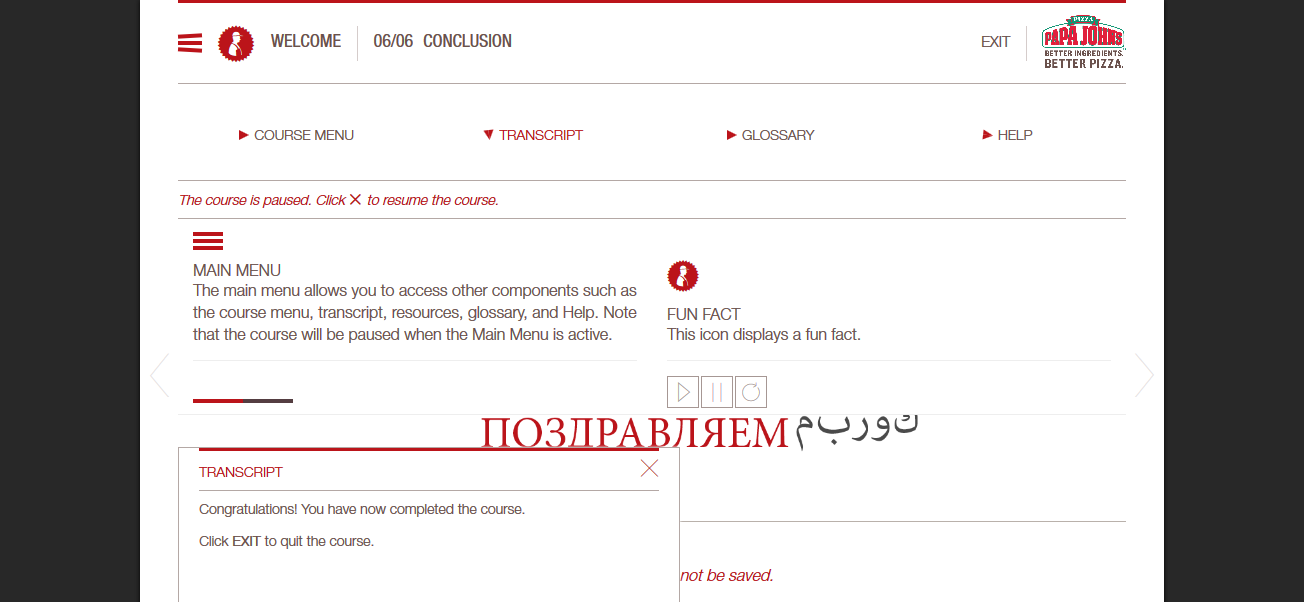 WELCOME 06/06 CONCLUSION EXIT
PIZZA
PAPA JOHNS
BETTER INGREDIENTS.
BETTER PIZZA.
COURSE MENU TRANSCRIPT GLOSSARY HELP
The course is paused. Click to resume the course.
MAIN MENU
The main menu allows you to access other components such as
the course menu, transcript, resources, glossary, and Help. Note
that the course will be paused when the Main Menu is active.
FUN FACT
This icon displays a fun fact.
ПОЗДРАВЛЯЕМ كوربم
TRANSCRIPT
Congratulations! You have now completed the course.
Click EXIT to quit the course.
not be saved.